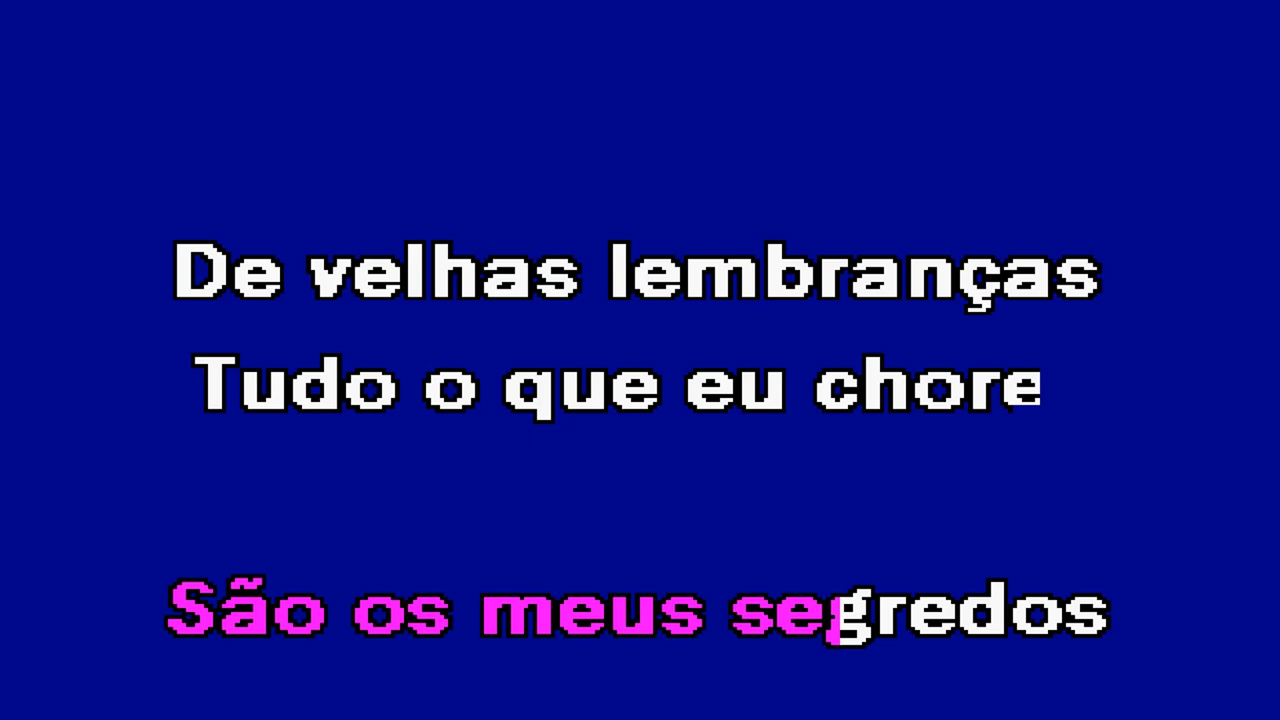 De velhas lembranças
Tudo o que eu chore
São os meus segredos